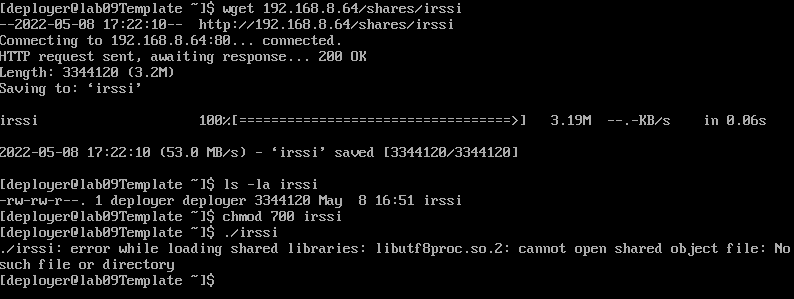 [deployer@lab09Template ~]$ wget 192.168.8.64/shares/irssi
--2022-05-08 17:22:10--  http://192.168.8.64/shares/irssi
Connecting to 192.168.8.64:80... connected.
HTTP request sent, awaiting response... 200 OK
Length: 3344120 (3.2M)
Saving to: ‘irssi’
irssi                    100%[==================================>]   3.19M  --.-KB/s    in 0.06s
2022-05-08 17:22:10 (53.0 MB/s) - ‘irssi’ saved [3344120/3344120]
[deployer@lab09Template ~]$ ls -la irssi
-rw-rw-r--. 1 deployer deployer 3344120 May  8 16:51 irssi
[deployer@lab09Template ~]$ chmod 700 irssi
[deployer@lab09Template ~]$ ./irssi
./irssi: error while loading shared libraries: libutf8proc.so.2: cannot open shared object file: No
such file or directory
[deployer@lab09Template ~]$